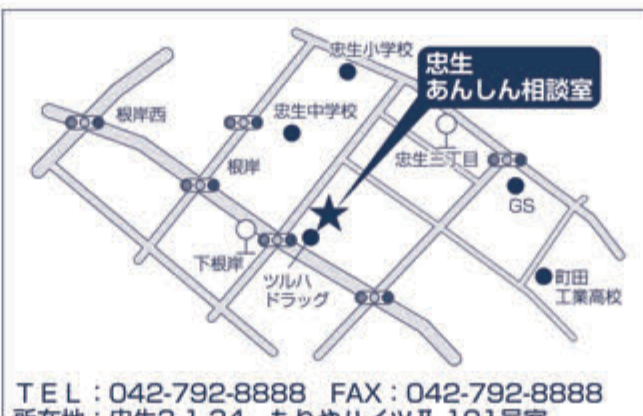 忠生小学校
忠生
あんしん相談室
根岸西
忠生中学校
忠生三丁目
根岸
GS
下根岸
ツルハ
ドラッグ
町田
工業高校
TEL：042-792-8888 FAX：042-792-8888